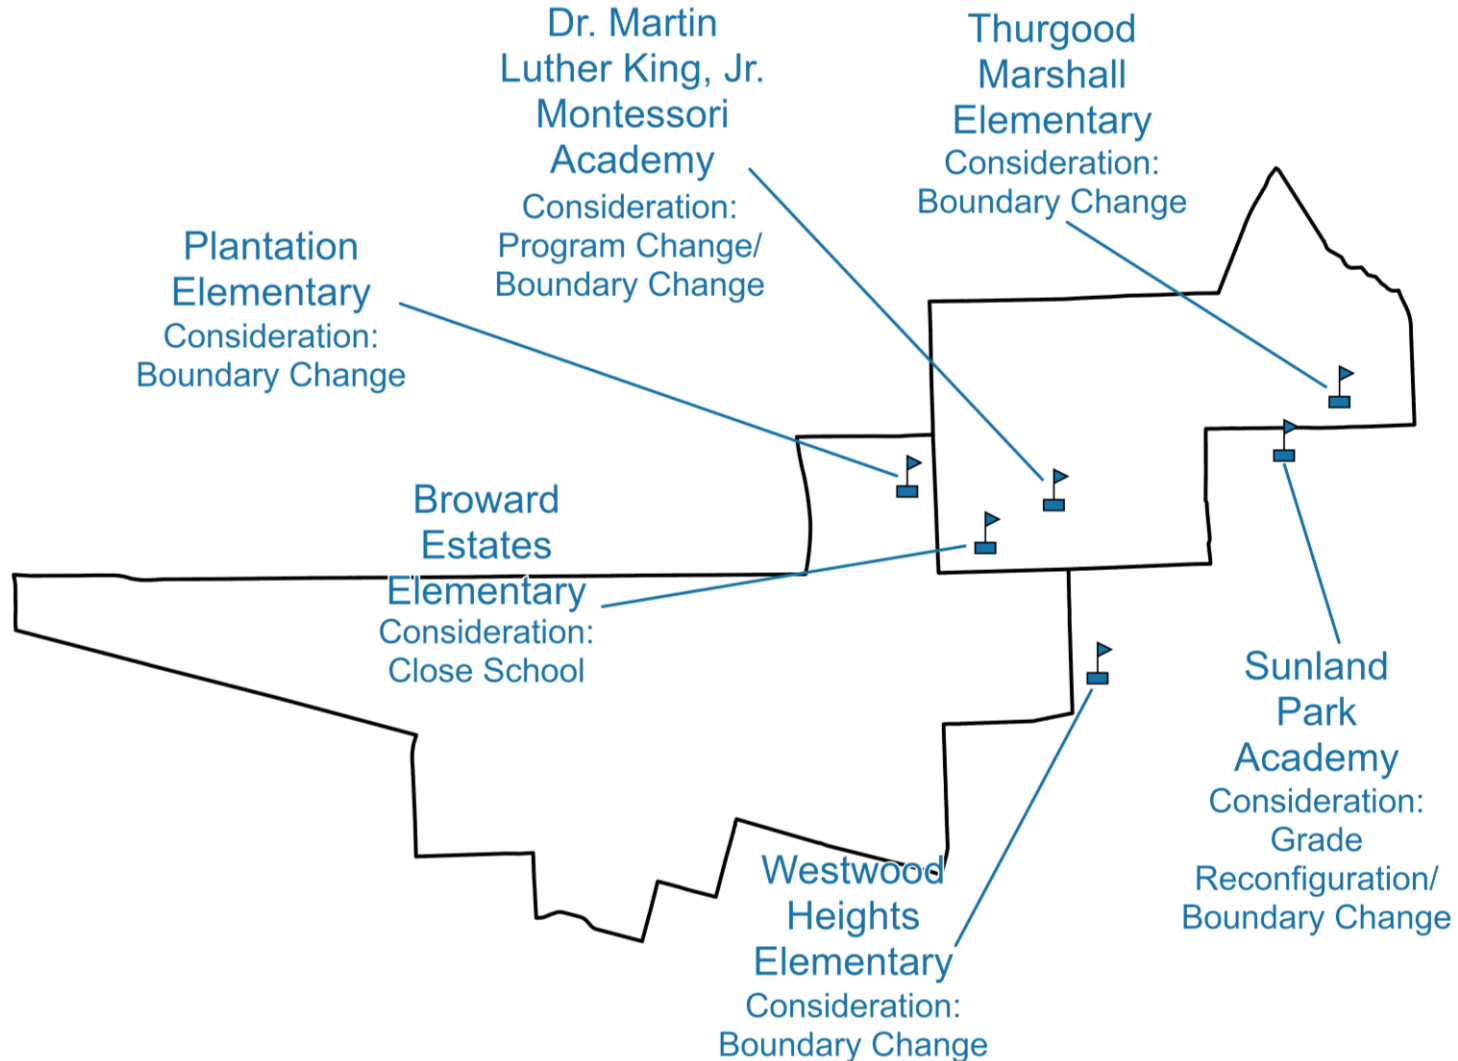 Dr. Martin
Luther King, Jr.
Montessori
Academy
Consideration:
Program Change/
Boundary Change
Thurgood
Marshall
Elementary
Consideration:
Boundary Change
Plantation
Elementary
Consideration:
Boundary Change
Broward
Estates
Elementary
Consideration:
Close School
Sunland
Park
Academy
Consideration:
Grade
Reconfiguration/
Boundary Change
Westwood
Heights
Elementary
Consideration:
Boundary Change